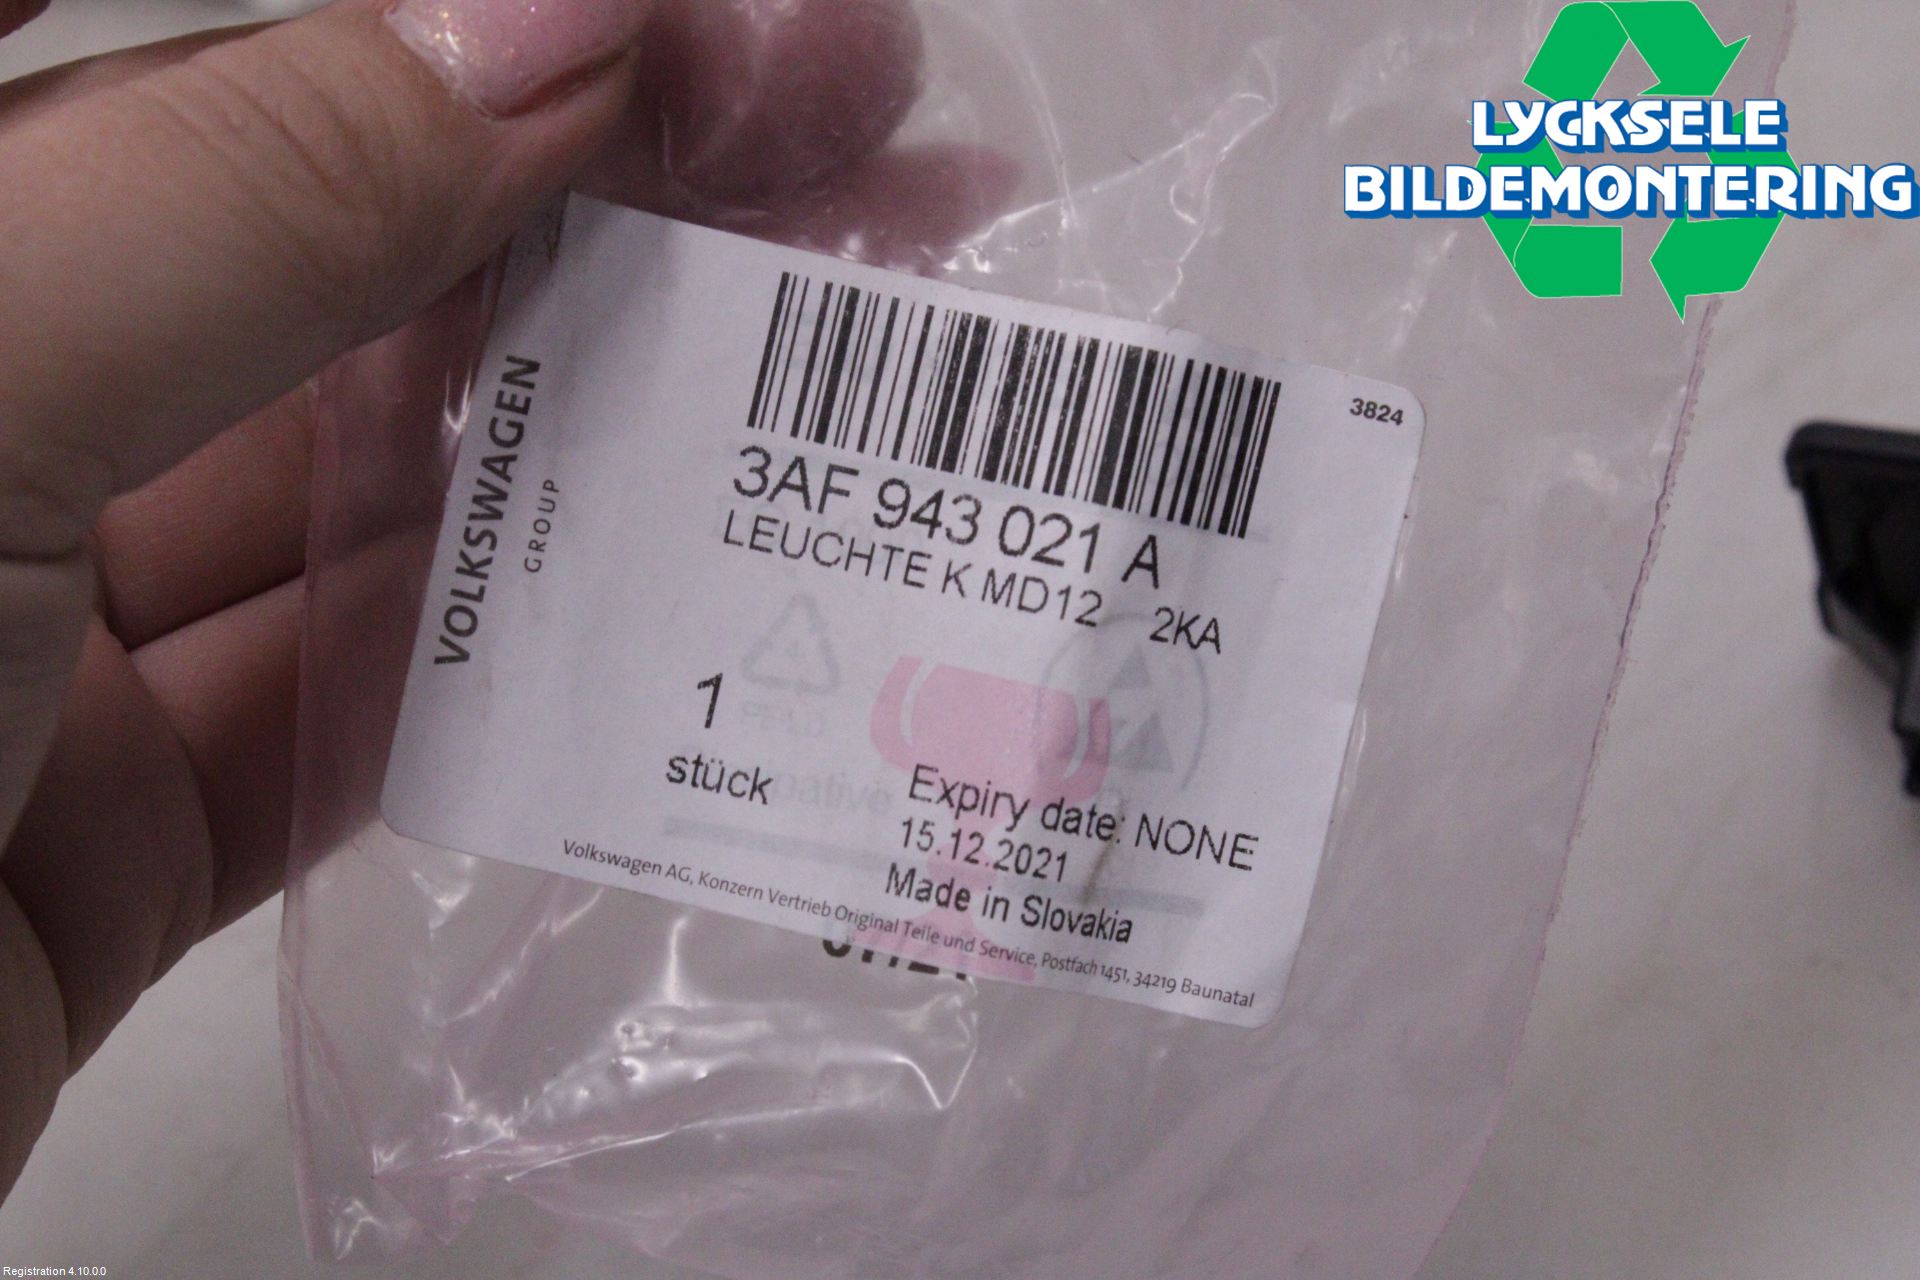 LYCKSELE
BILDEMONTERING
3824
VOLKSWAGEN
GROUP
3AF 943 021 A
LEUCHTE K MD12 2KA
1
stück
Expiry date: NONE
15.12.2021
Made in Slovakia
Volkswagen AG, Konzern Vertrieb Original Teile und Service, Postfach 1451, 34219 Baunatal
Registration 4.10.0.0